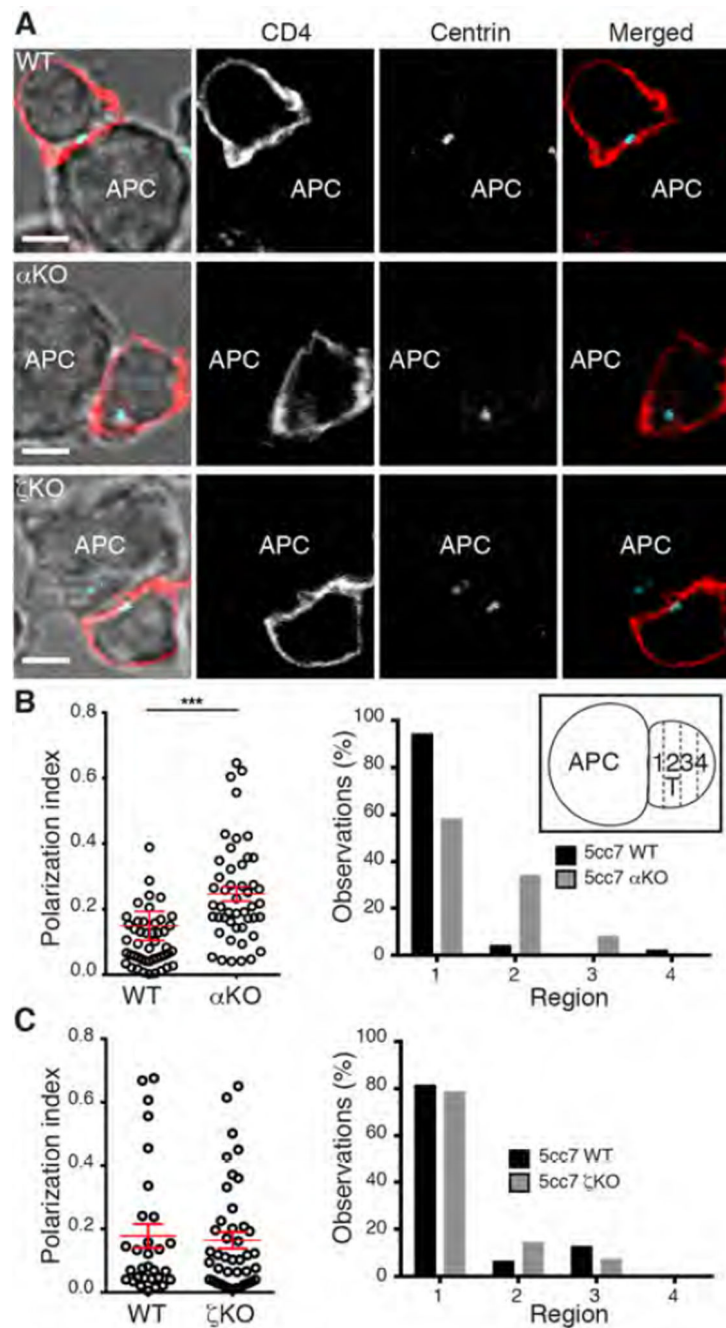 A
CD4 Centrin Merged
WT
APC APC APC APC
αKO
APC APC APC APC
ζKO
APC APC APC APC
B
0.8
0.6
0.4
0.2
0.0
Polarization index
***
WT αKO
100
80
60
40
20
0
Observations (%)
APC 1234
T
5cc7 WT
5cc7 αKO
1 2 3 4
Region
C
0.8
0.6
0.4
0.2
0.0
Polarization index
WT ζKO
100
80
60
40
20
0
Observations (%)
5cc7 WT
5cc7 ζKO
1 2 3 4
Region